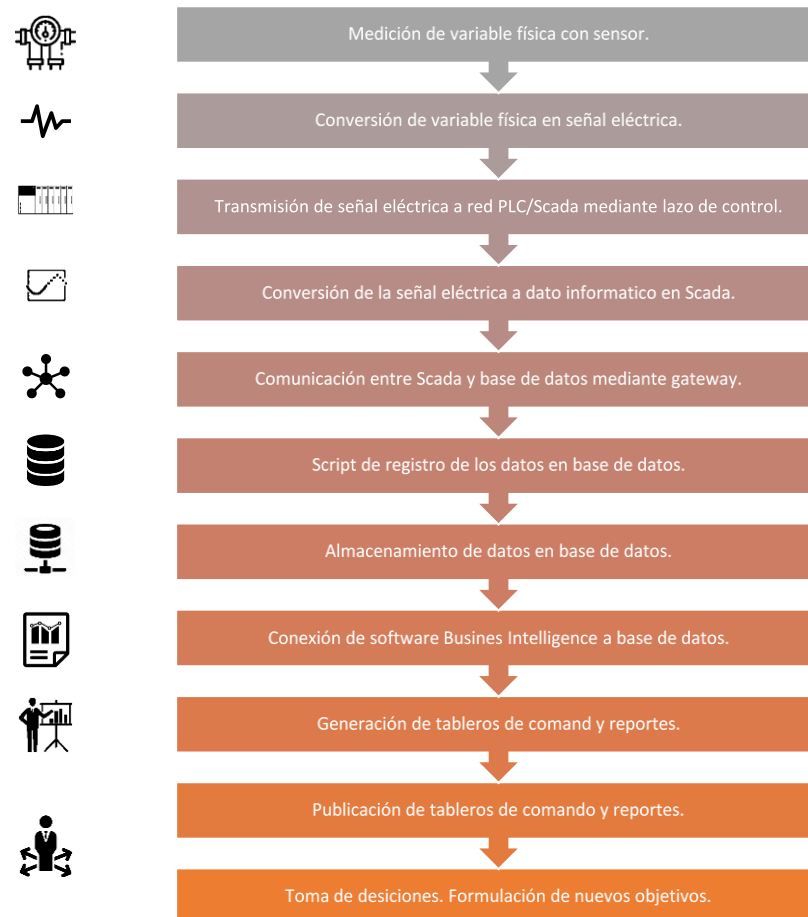 Medición de variable física con sensor.
Conversión de variable física en señal eléctrica.
Transmisión de señal eléctrica a red PLC/Scada mediante lazo de control.
Conversión de la señal eléctrica a dato informatico en Scada.
Comunicación entre Scada y base de datos mediante gateway.
Script de registro de los datos en base de datos.
Almacenamiento de datos en base de datos.
Conexión de software Busines Intelligence a base de datos.
Generación de tableros de comand y reportes.
Publicación de tableros de comando y reportes.
Toma de desiciones. Formulación de nuevos objetivos.